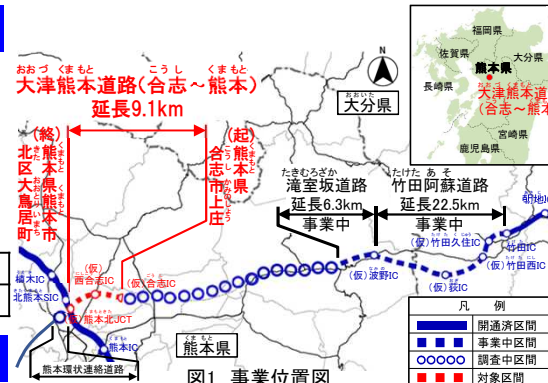 福岡県
佐賀県
大分県
熊本県
長崎県
大津熊本道
(合志～熊本
宮崎県
鹿児島県
おおづ くまもと こうし くまもと
大津熊本道路(合志～熊本)
延長9.1km
N
大分県
(終)熊本県熊本市
北区大鳥居町
(起)熊本県
合志市上庄
たきむろざか
滝室坂道路
延長6.3km
事業中
たけた あそ
竹田阿蘇道路
延長22.5km
事業中
朝地IC
竹田IC
(仮)竹田西IC
(仮)竹田久住IC
(仮)荻IC
(仮)波野IC
(仮)
西合志IC
(仮)合志IC
植木IC
北熊本SIC
(仮)熊本北JCT
熊本IC
熊本環状連絡道路
くまもと
熊本県
図1 事業位置図
凡 例
開通済区間
事業中区間
調査中区間
対象区間